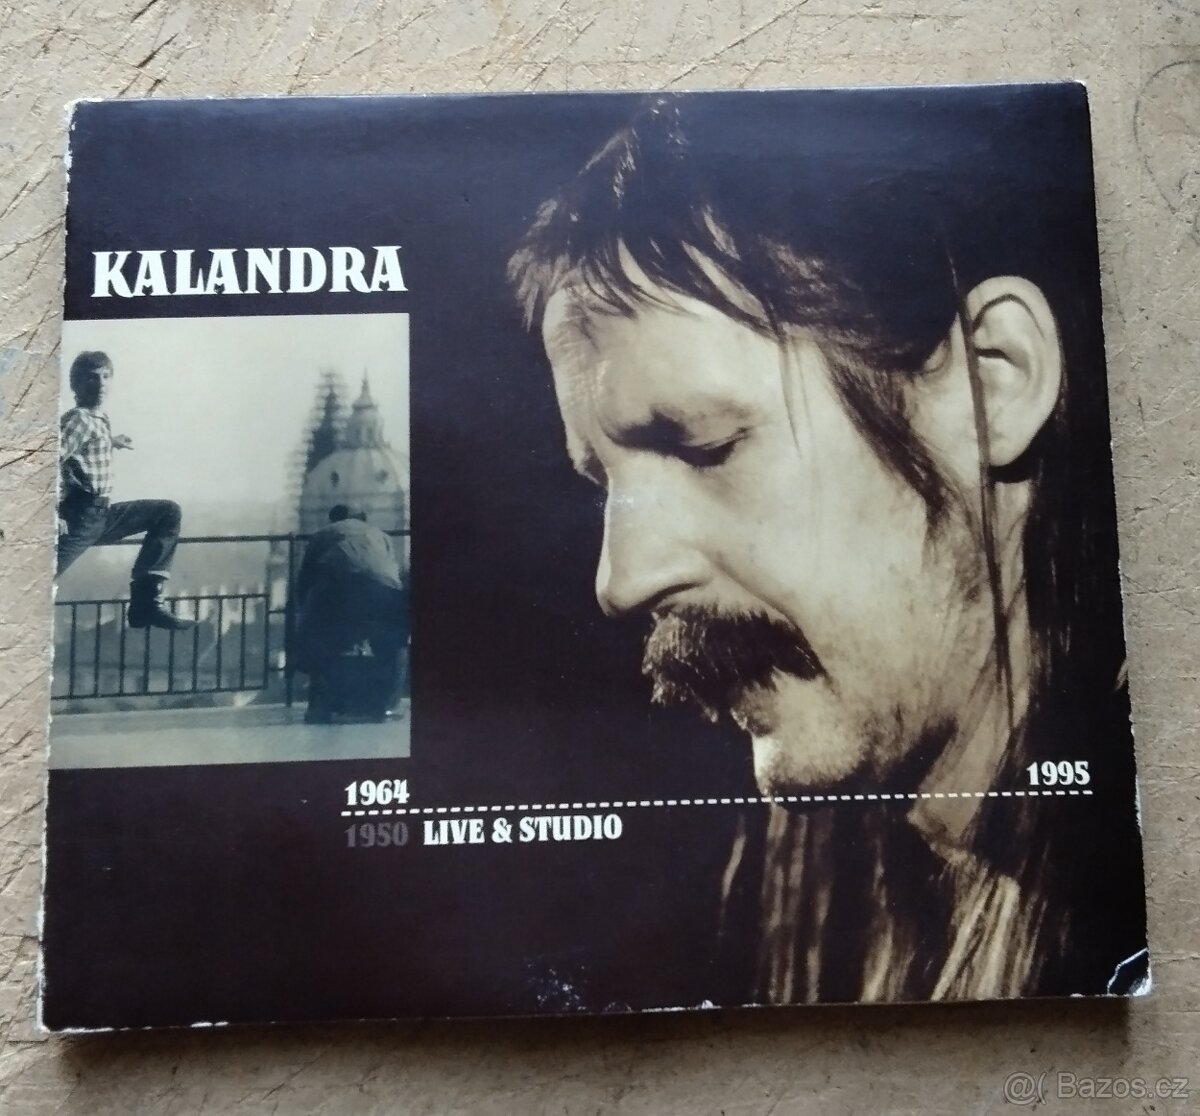 KALANDRA
1964
1995
1950 LIVE & STUDIO
@( Bazos.cz